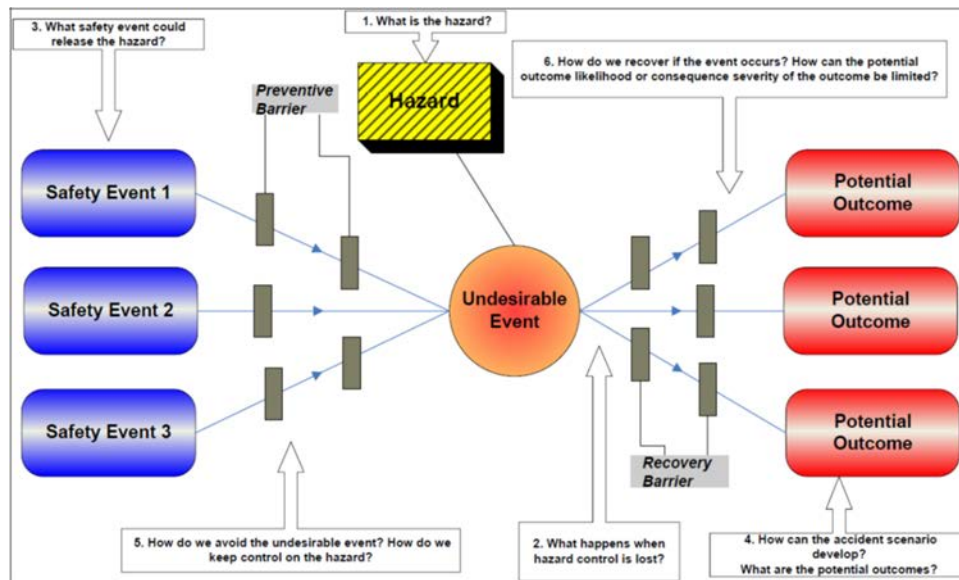 3. What safety event could
release the hazard?
1. What is the hazard?
6. How do we recover if the event occurs? How can the potential
outcome likelihood or consequence severity of the outcome be limited?
Preventive
Barrier
Hazard
Safety Event 1
Potential
Outcome
Safety Event 2
Undesirable
Event
Potential
Outcome
Safety Event 3
Potential
Outcome
Recovery
Barrier
5. How do we avoid the undesirable event? How do we
keep control on the hazard?
2. What happens when
hazard control is lost?
4. How can the accident scenario
develop?
What are the potential outcomes?